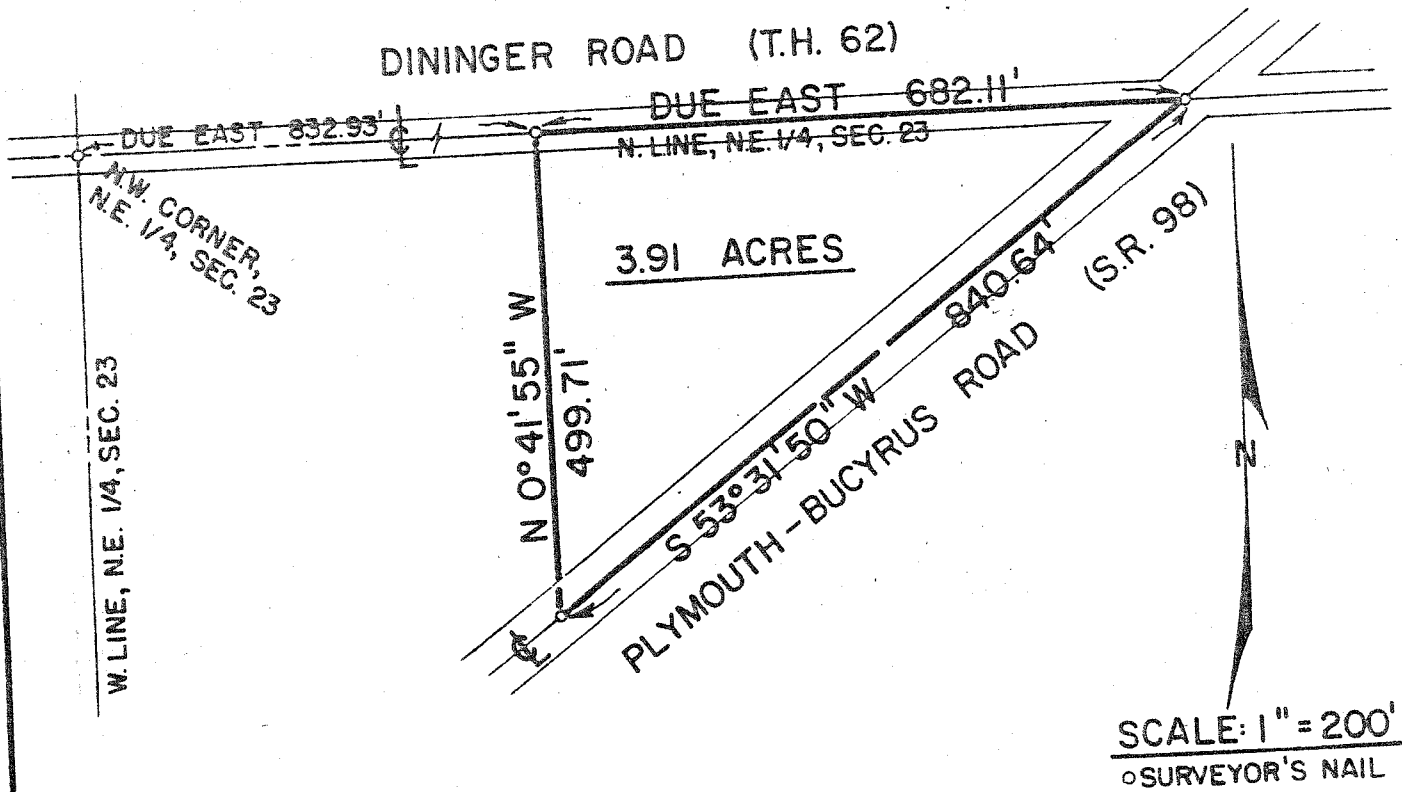 DININGER ROAD (T.H. 62)
DUE EAST 682.11'
DUE EAST 832.93'
℄
N. LINE, N.E. 1/4, SEC. 23
N.W. CORNER,
N.E. 1/4, SEC. 23
3.91 ACRES
N 0°41'55" W
499.71'
840.64'
S 53°31'50" W
PLYMOUTH-BUCYRUS ROAD (S.R. 98)
℄
W. LINE, N.E. 1/4, SEC. 23
N
SCALE: 1" = 200'
○ SURVEYOR'S NAIL